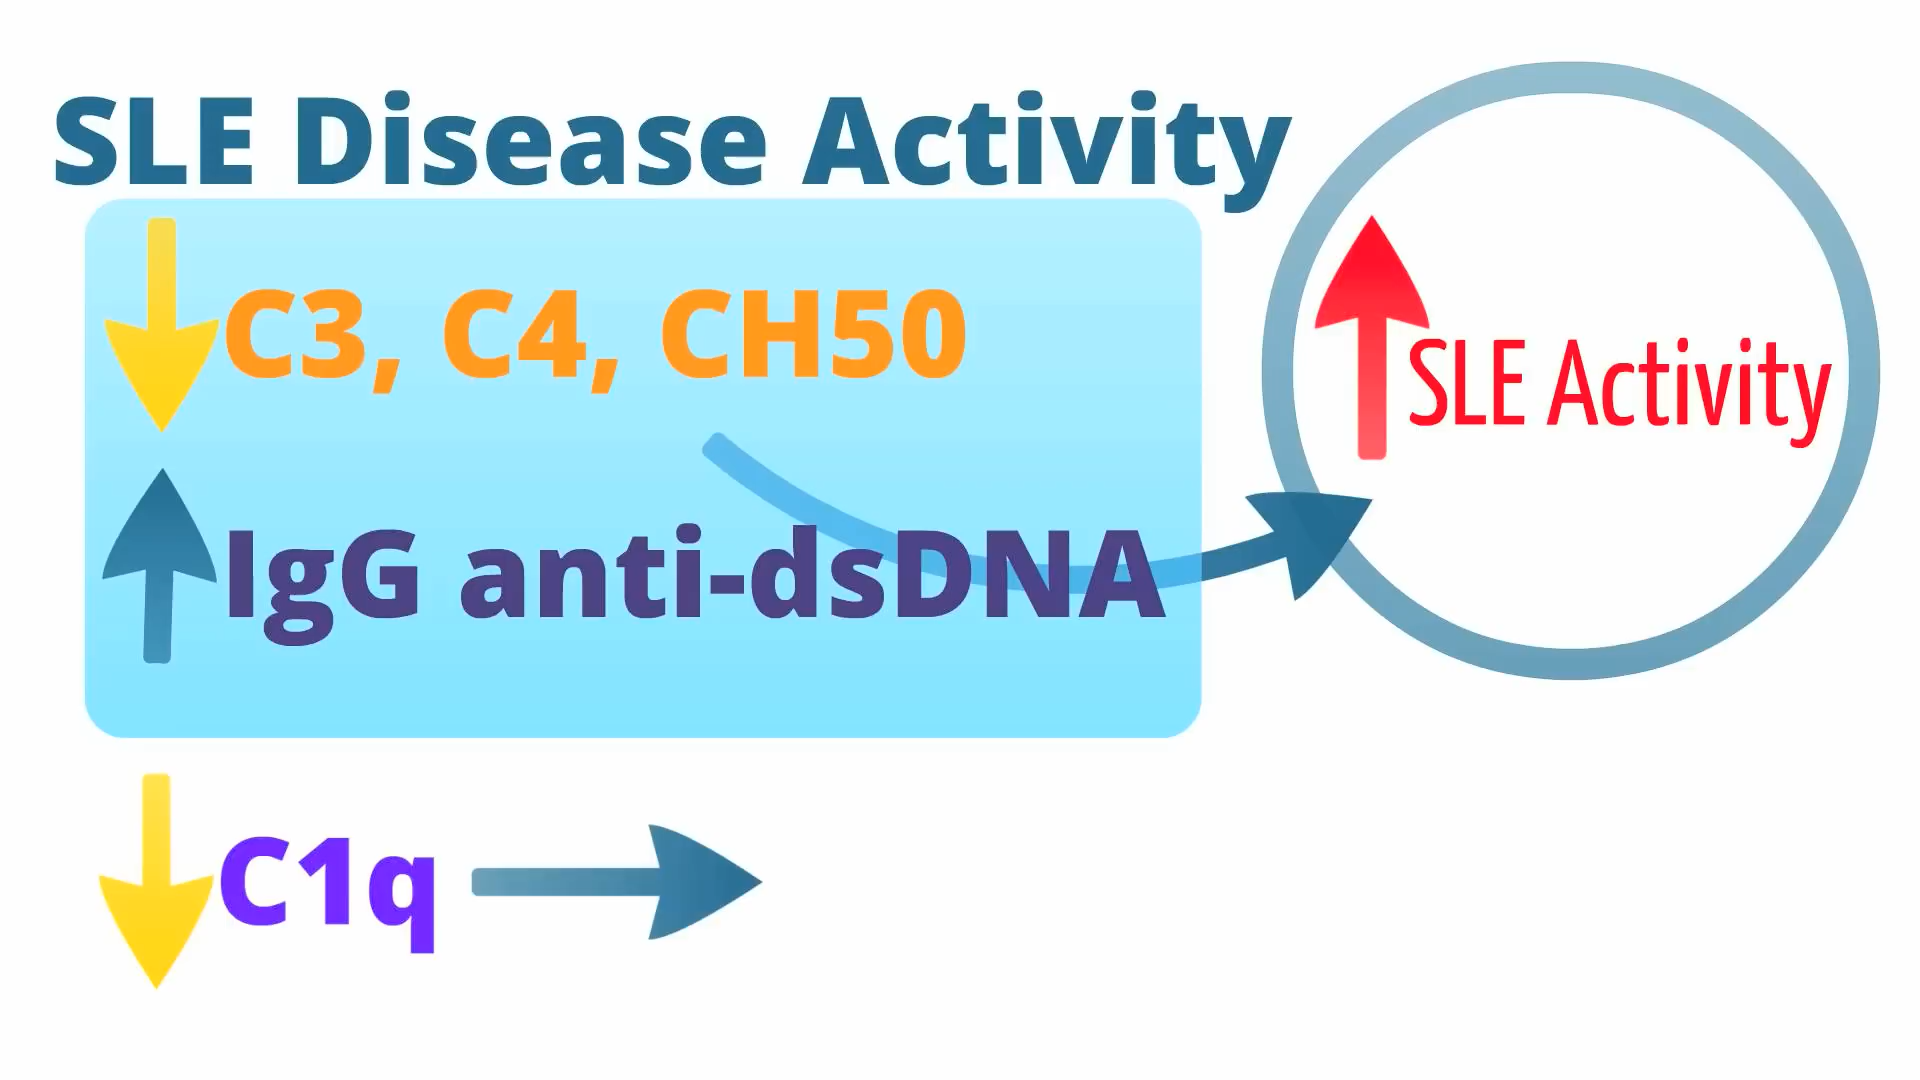 SLE Disease Activity
C3, C4, CH50
SLE Activity
IgG anti-dsDNA
C1q